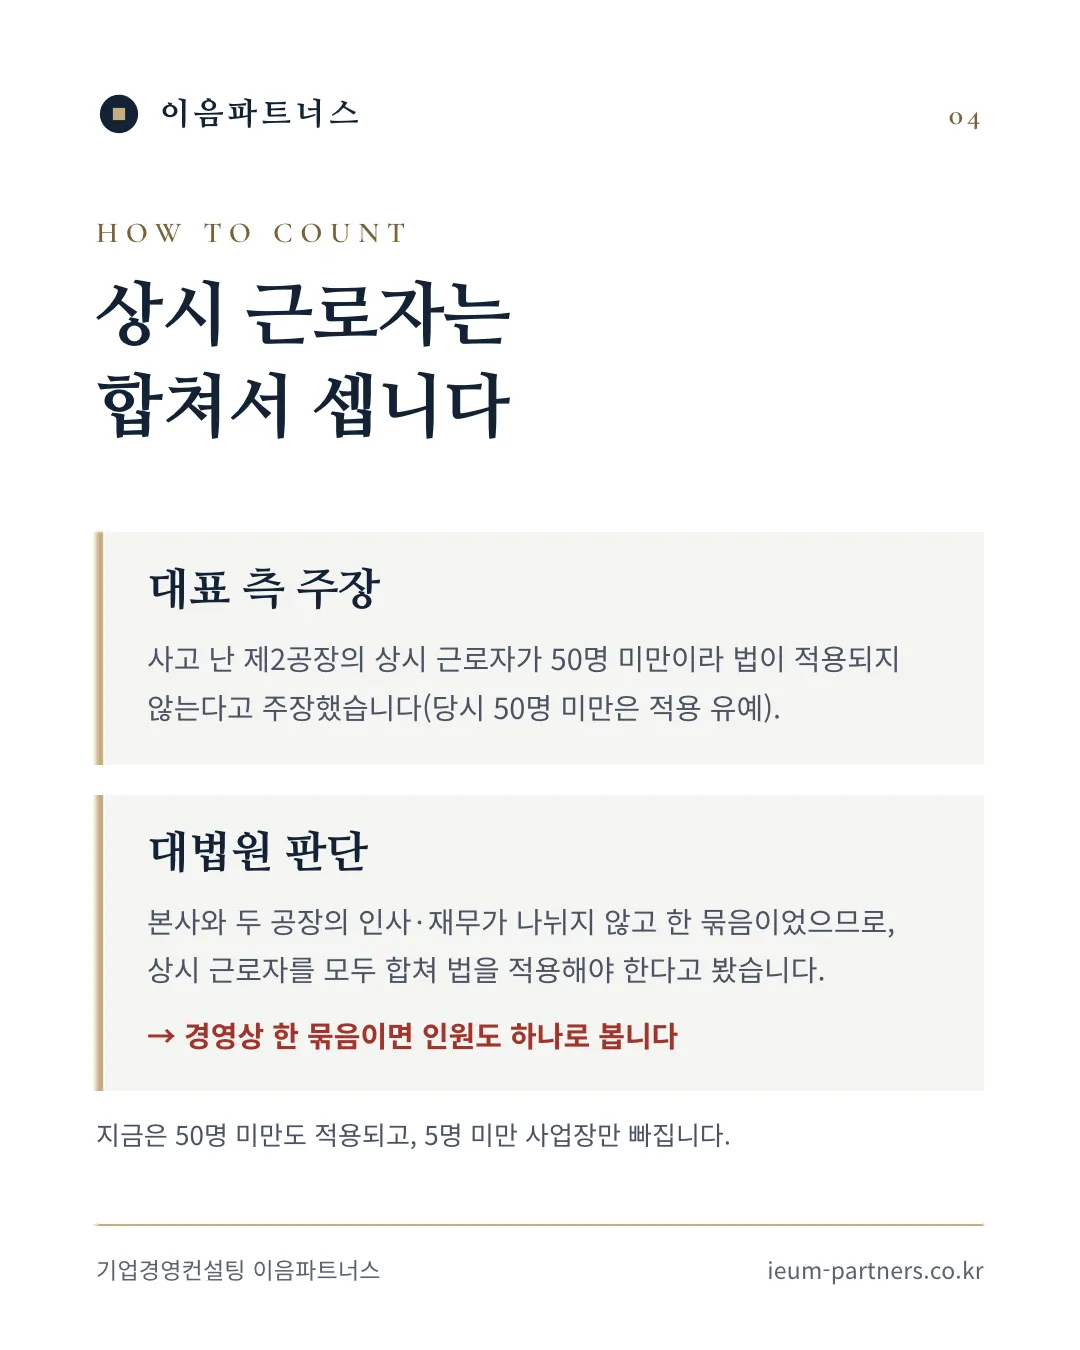 이음파트너스
04
HOW TO COUNT
상시 근로자는
합쳐서 셉니다
대표 측 주장
사고 난 제2공장의 상시 근로자가 50명 미만이라 법이 적용되지
않는다고 주장했습니다(당시 50명 미만은 적용 유예).
대법원 판단
본사와 두 공장의 인사·재무가 나뉘지 않고 한 묶음이었으므로,
상시 근로자를 모두 합쳐 법을 적용해야 한다고 봤습니다.
→ 경영상 한 묶음이면 인원도 하나로 봅니다
지금은 50명 미만도 적용되고, 5명 미만 사업장만 빠집니다.
기업경영컨설팅 이음파트너스
ieum-partners.co.kr